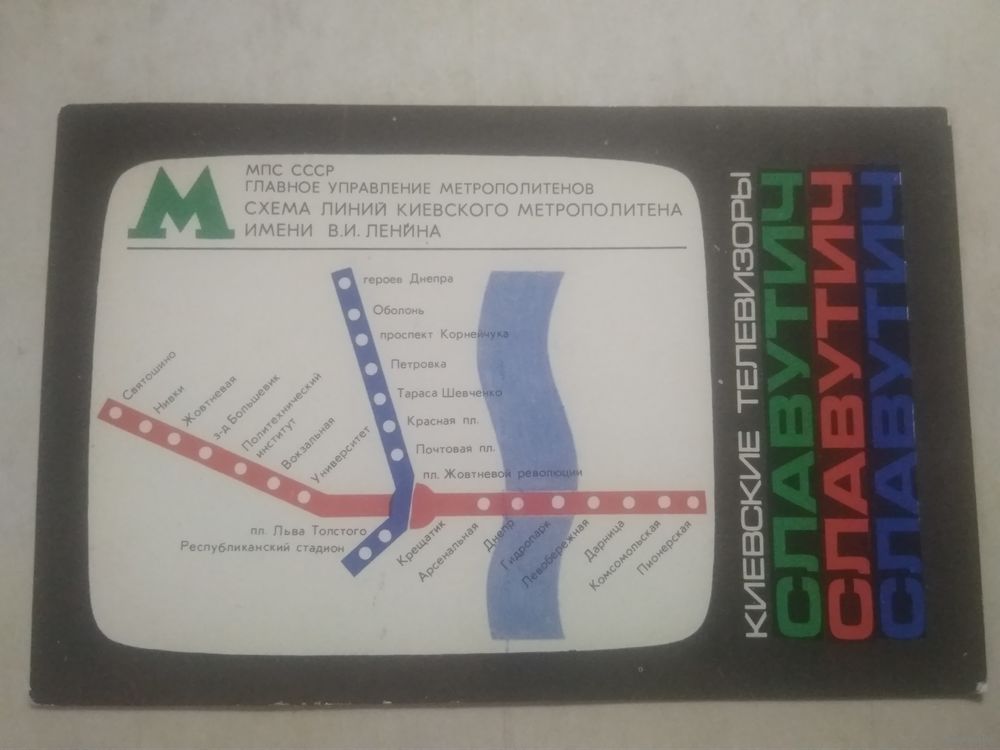 М
МПС СССР
ГЛАВНОЕ УПРАВЛЕНИЕ МЕТРОПОЛИТЕНОВ
СХЕМА ЛИНИЙ КИЕВСКОГО МЕТРОПОЛИТЕНА
ИМЕНИ В.И. ЛЕНИНА
героев Днепра
Оболонь
проспект Корнейчука
Петровка
Тараса Шевченко
Красная пл.
Почтовая пл.
пл. Жовтневой революции
Святошино
Нивки
Жовтневая
з-д Большевик
Политехнический
институт
Вокзальная
Университет
пл. Льва Толстого
Республиканский стадион
Крещатик
Арсенальная
Днепр
Гидропарк
Левобережная
Дарница
Комсомольская
Пионерская
КИЕВСКИЕ ТЕЛЕВИЗОРЫ
СЛАВУТИЧ
СЛАВУТИЧ
СЛАВУТИЧ